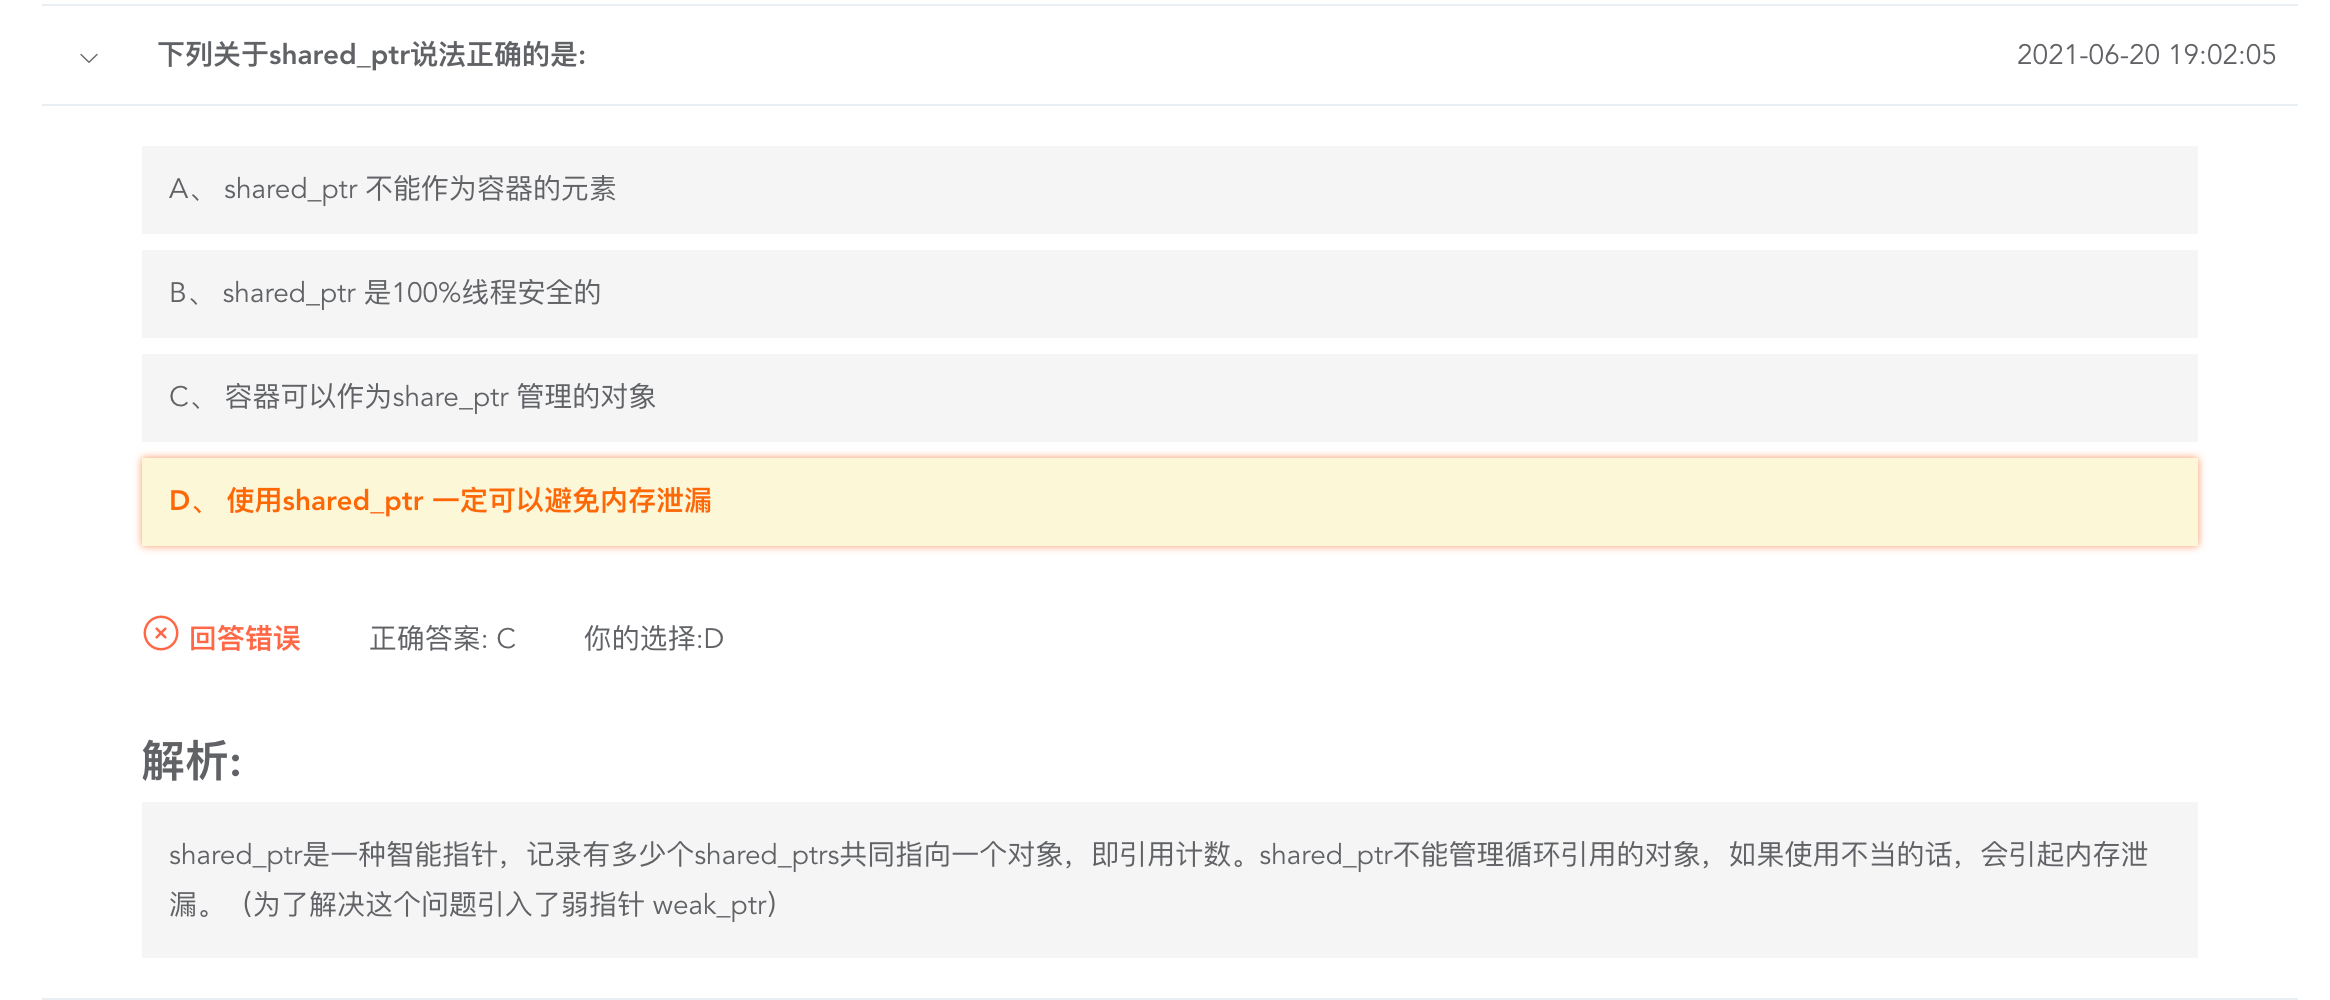 下列关于shared_ptr说法正确的是:
2021-06-20 19:02:05
A、 shared_ptr 不能作为容器的元素
B、 shared_ptr 是100%线程安全的
C、 容器可以作为share_ptr 管理的对象
D、 使用shared_ptr 一定可以避免内存泄漏
回答错误 正确答案: C 你的选择:D
解析:
shared_ptr是一种智能指针，记录有多少个shared_ptrs共同指向一个对象，即引用计数。shared_ptr不能管理循环引用的对象，如果使用不当的话，会引起内存泄
漏。（为了解决这个问题引入了弱指针 weak_ptr）